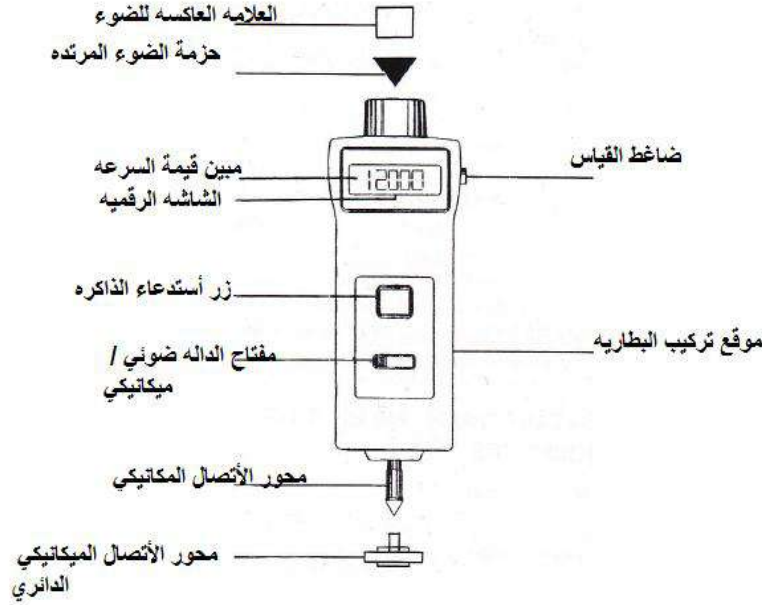 العلامه العاكسه للضوء
حزمة الضوء المرتده
ضاغط القياس
مبين قيمة السرعه
12000
الشاشه الرقميه
زر أستدعاء الذاكره
موقع تركيب البطاريه
مفتاح الداله ضوئي /
ميكانيكي
محور الأتصال المكانيكي
محور الأتصال الميكانيكي
الدائري